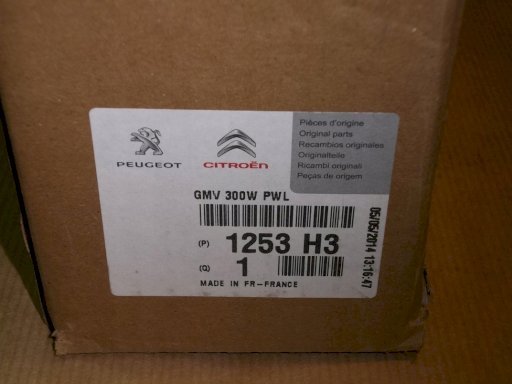 PEUGEOT
CITROËN
Pièces d'origine
Original parts
Recambios originales
Originalteile
Ricambi originali
Peças de origem
GMV 300W PWL
(P) 1253 H3
(Q) 1
MADE IN FR-FRANCE
05/05/2014 13:16:47